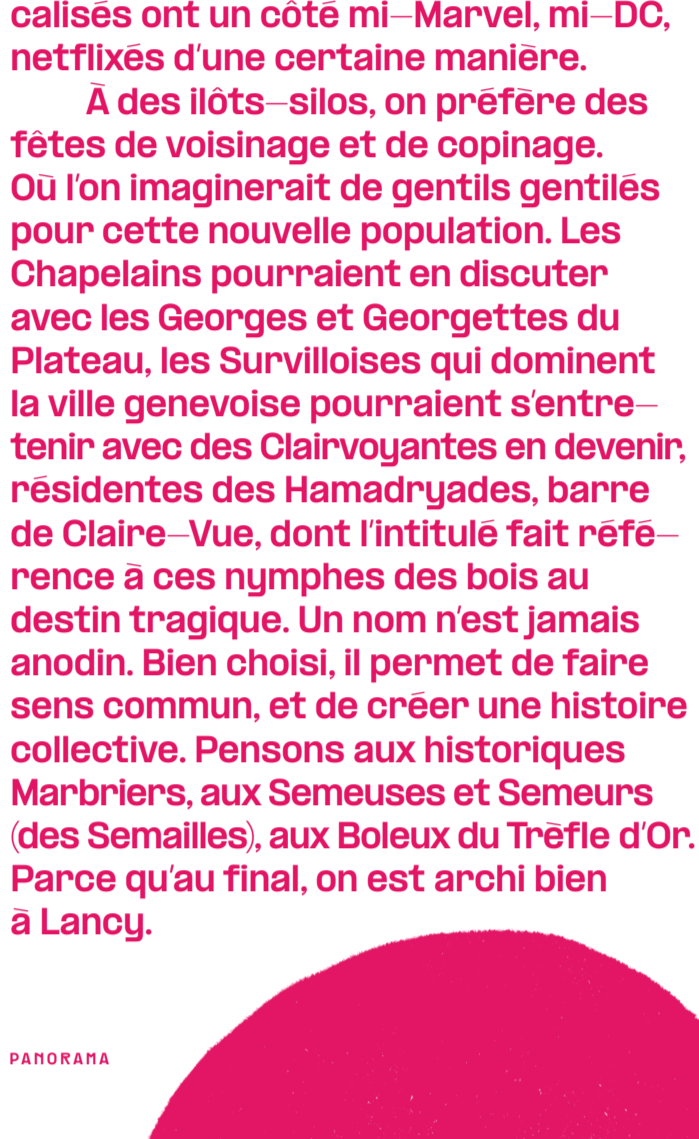 calisés ont un côté mi—Marvel, mi—DC,
netflixés d'une certaine manière.
À des ilôts—silos, on préfère des
fêtes de voisinage et de copinage.
Où l'on imaginerait de gentils gentilés
pour cette nouvelle population. Les
Chapelains pourraient en discuter
avec les Georges et Georgettes du
Plateau, les Survilloises qui dominent
la ville genevoise pourraient s'entre—
tenir avec des Clairvoyantes en devenir,
résidentes des Hamadryades, barre
de Claire—Vue, dont l'intitulé fait réfé—
rence à ces nymphes des bois au
destin tragique. Un nom n'est jamais
anodin. Bien choisi, il permet de faire
sens commun, et de créer une histoire
collective. Pensons aux historiques
Marbriers, aux Semeuses et Semeurs
(des Semailles), aux Boleux du Trèfle d'Or.
Parce qu'au final, on est archi bien
à Lancy.
PANORAMA